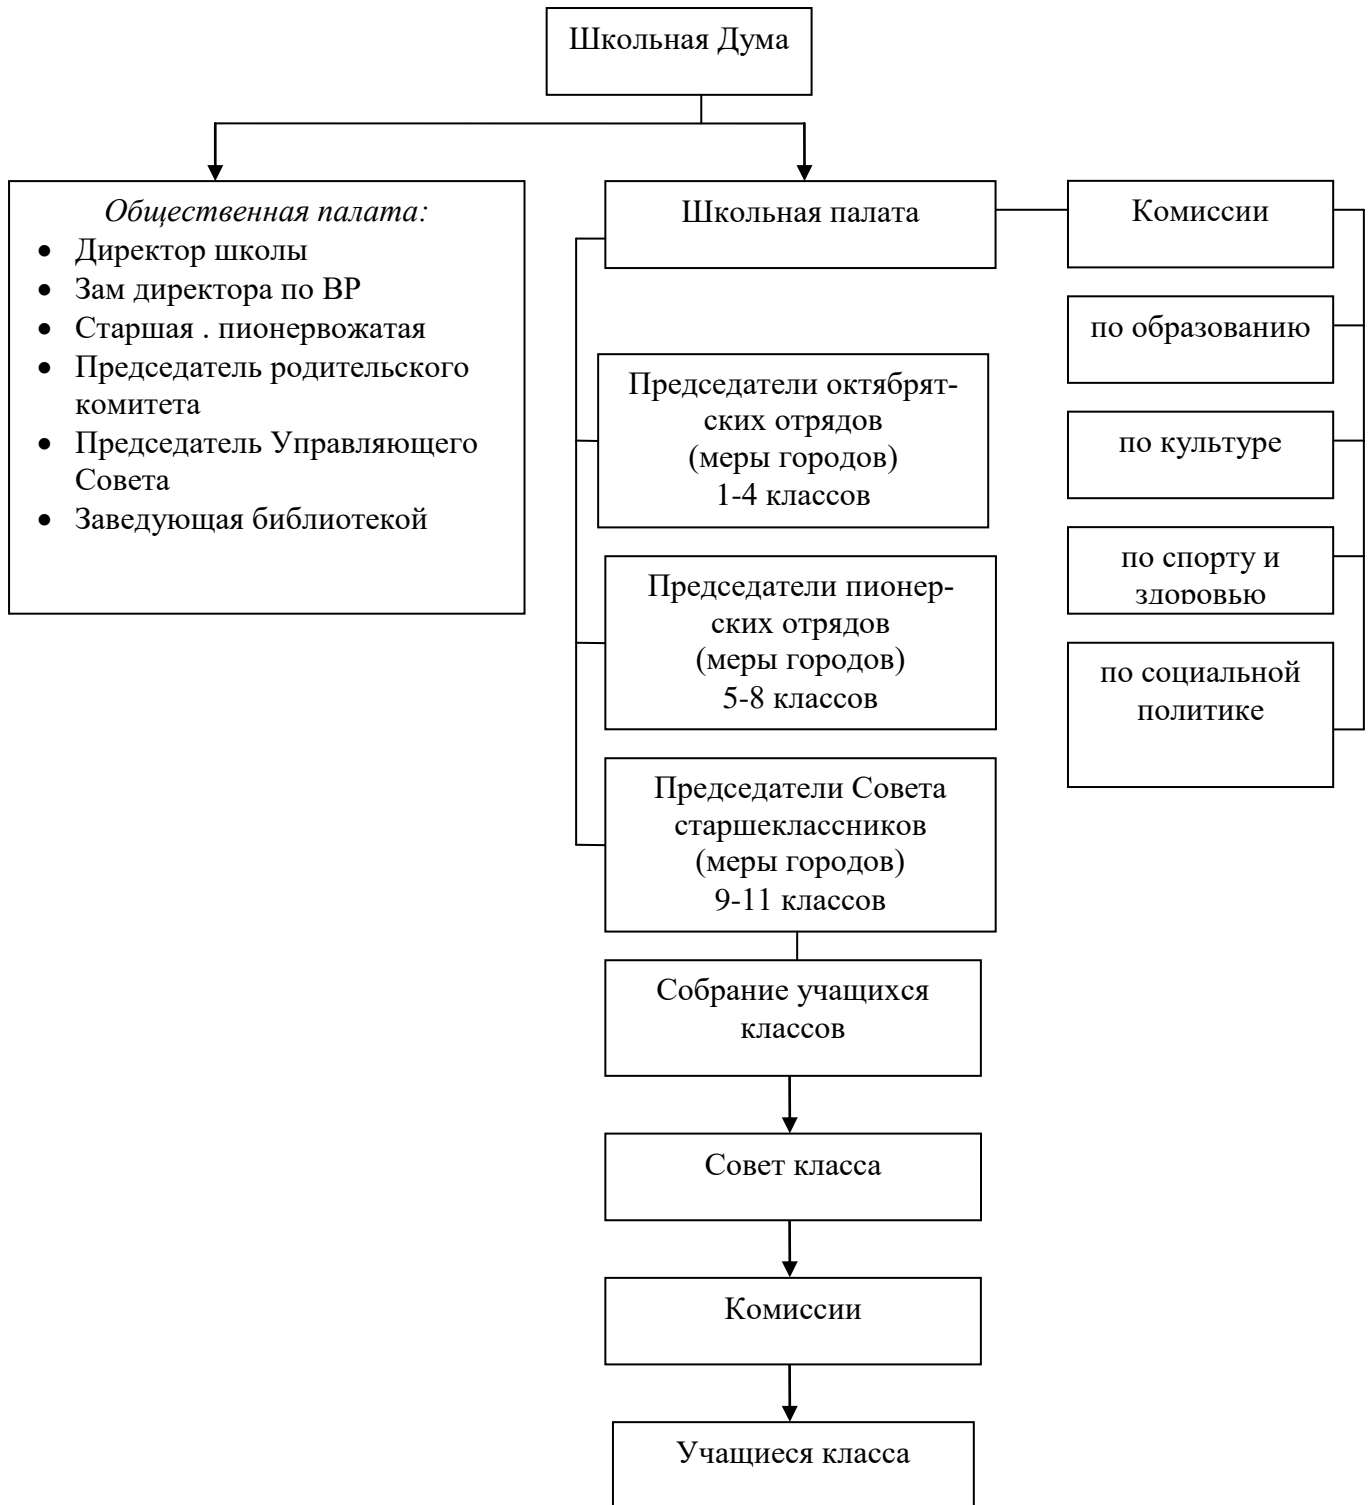 Школьная Дума
Общественная палата:
• Директор школы
• Зам директора по ВР
• Старшая . пионервожатая
• Председатель родительского
комитета
• Председатель Управляющего
Совета
• Заведующая библиотекой
Школьная палата
Председатели октябрят-
ских отрядов
(меры городов)
1-4 классов
Председатели пионер-
ских отрядов
(меры городов)
5-8 классов
Председатели Совета
старшеклассников
(меры городов)
9-11 классов
Собрание учащихся
классов
Совет класса
Комиссии
Учащиеся класса
Комиссии
по образованию
по культуре
по спорту и
здоровью
по социальной
политике